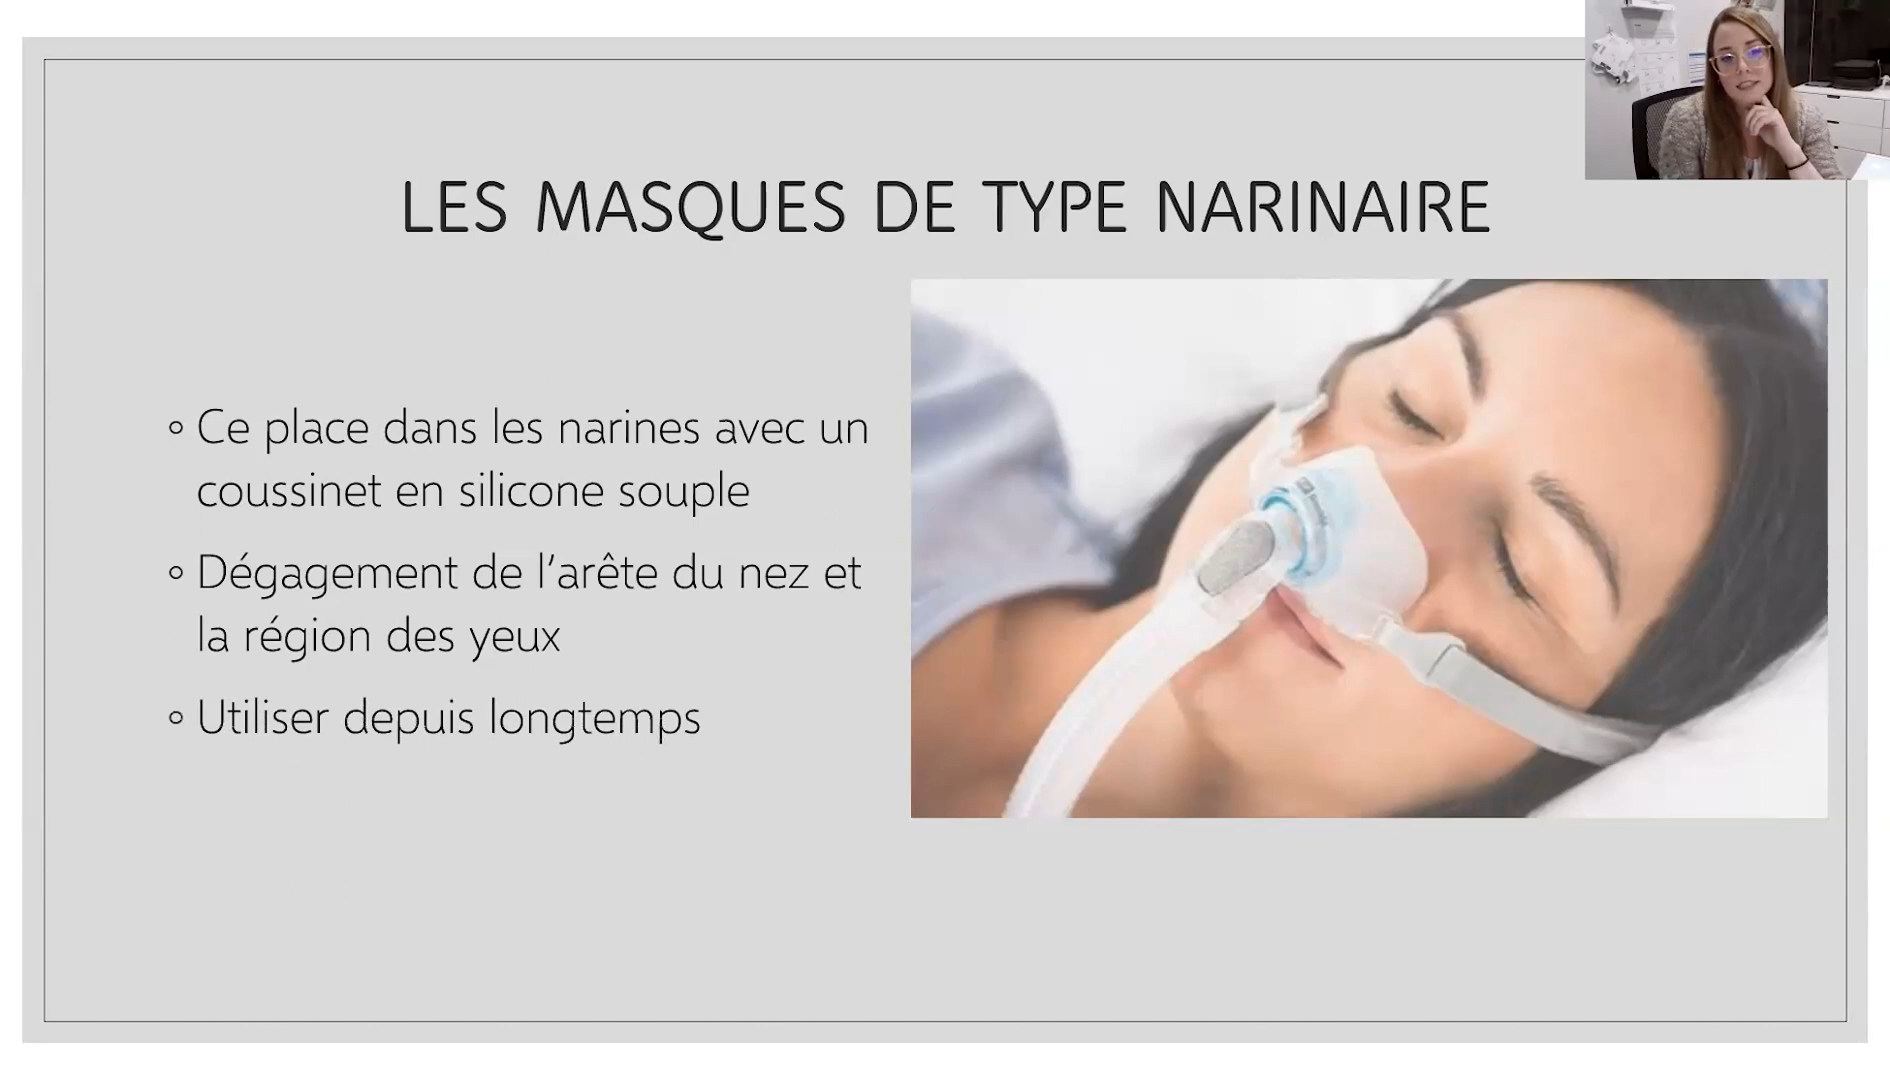 LES MASQUES DE TYPE NARINAIRE
◦ Ce place dans les narines avec un
coussinet en silicone souple
◦ Dégagement de l’arête du nez et
la région des yeux
◦ Utiliser depuis longtemps